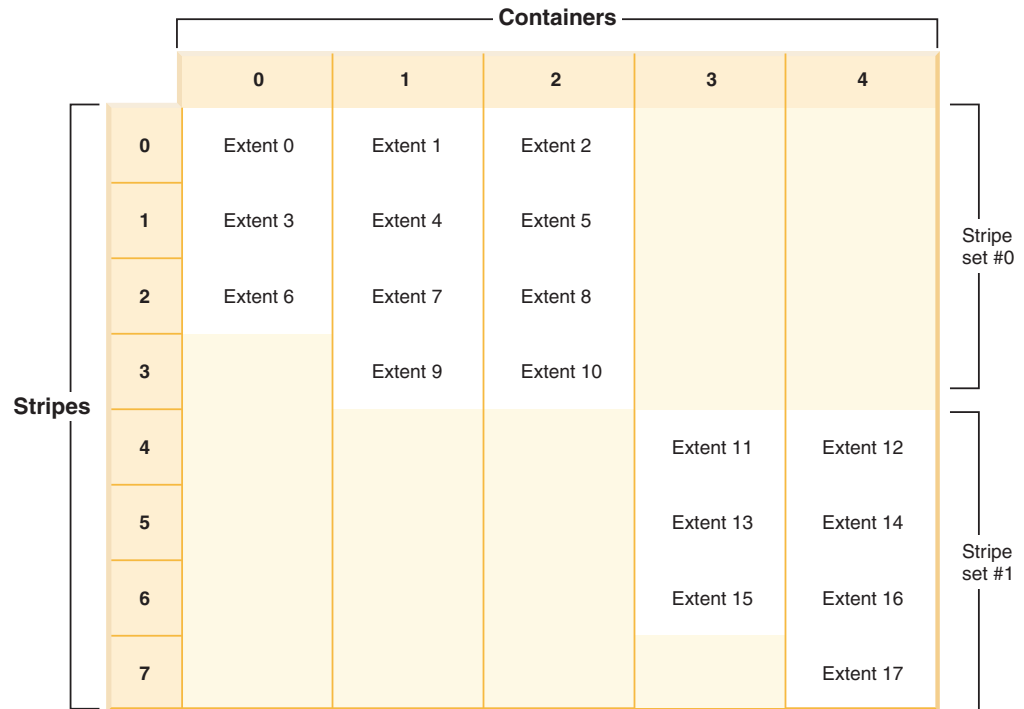 Containers
0 1 2 3 4
0 Extent 0 Extent 1 Extent 2
1 Extent 3 Extent 4 Extent 5
2 Extent 6 Extent 7 Extent 8
3 Extent 9 Extent 10
Stripe
set #0
Stripes
4 Extent 11 Extent 12
5 Extent 13 Extent 14
6 Extent 15 Extent 16
7 Extent 17
Stripe
set #1